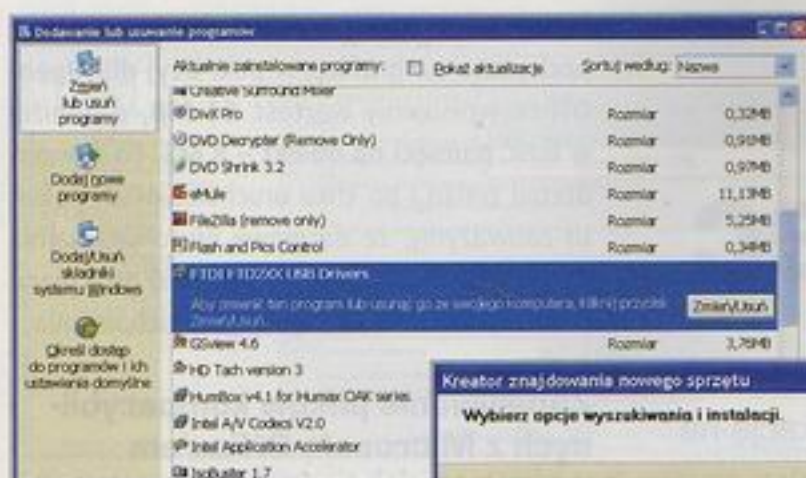 Dodawanie lub usuwanie programów
Zmień lub usuń programy
Dodaj nowe programy
Dodaj/Usuń składniki systemu Windows
Określ dostęp do programów i ich ustawienia domyślne
Aktualnie zainstalowane programy: Pokaż aktualizacje Sortuj według: Nazwa
Creative Surround Mixer
DivX Pro Rozmiar 0,32MB
DVD Decrypter (Remove Only) Rozmiar 0,91MB
DVD Shrink 3.2 Rozmiar 0,97MB
eMule Rozmiar 11,13MB
FileZilla (remove only) Rozmiar 5,25MB
Flash and Pics Control Rozmiar 0,34MB
FTDI FTD2XX USB Drivers
Aby zmienić ten program lub usunąć go ze swojego komputera, kliknij przycisk Zmień/Usuń. Zmień/Usuń
GSview 4.6 Rozmiar 3,76MB
HD Tach version 3
HumBox v4.1 for Humax OAK series
Intel A/V Codecs V2.0
Intel Application Accelerator
IsoBuster 1.7
Kreator znajdowania nowego sprzętu
Wybierz opcje wyszukiwania i instalacji.